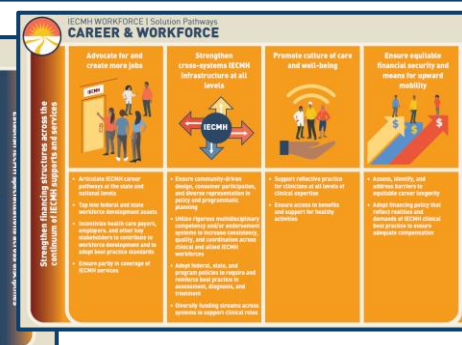 IECMH WORKFORCE | Solution Pathways
CAREER & WORKFORCE
Strengthen financing structures across the
continuum of IECMH supports and services
Advocate for and
create more jobs
IECMH
• Articulate IECMH career
pathways at the state and
national levels
• Tap into federal and state
workforce development assets
• Incentivize health care payers,
employers, and other key
stakeholders to contribute to
workforce development and to
adopt best practice standards
• Ensure parity in coverage of
IECMH services
Strengthen
cross-systems IECMH
infrastructure at all
levels
IECMH
• Ensure community-driven
design, consumer participation,
and diverse representation in
policy and programmatic
planning
• Utilize rigorous multidisciplinary
competency and/or endorsement
systems to increase consistency,
quality, and coordination across
clinical and allied IECMH
workforces
• Adopt federal, state, and
program policies to require and
reinforce best practice in
assessment, diagnosis, and
treatment
• Diversify funding streams across
systems to support clinical roles
Promote culture of care
and well-being
• Support reflective practice
for clinicians at all levels of
clinical expertise
• Ensure access to benefits
and support for healthy
activities
Ensure equitable
financial security and
means for upward
mobility
$ $ $
• Assess, identify, and
address barriers to
equitable career longevity
• Adopt financing policy that
reflect realities and
demands of IECMH clinical
best practice to ensure
adequate compensation